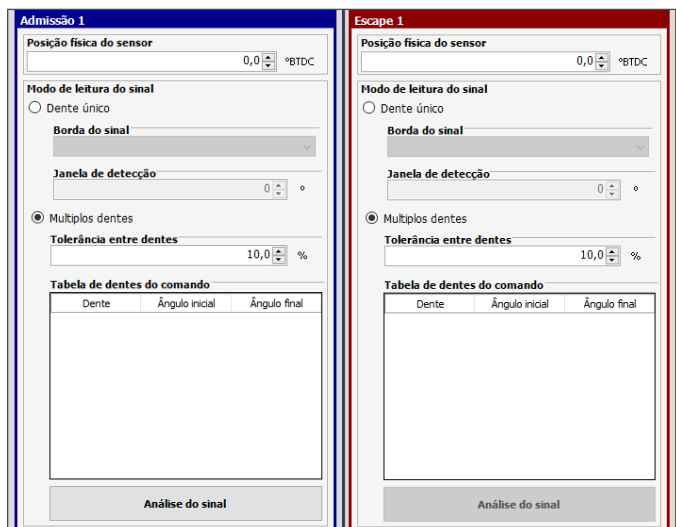 Admissão 1
Posição física do sensor
0,0 ºBTDC
Modo de leitura do sinal
Dente único
Borda do sinal
Janela de detecção
0 º
Multiplos dentes
Tolerância entre dentes
10,0 %
Tabela de dentes do comando
Dente Ângulo inicial Ângulo final
Análise do sinal
Escape 1
Posição física do sensor
0,0 ºBTDC
Modo de leitura do sinal
Dente único
Borda do sinal
Janela de detecção
0 º
Multiplos dentes
Tolerância entre dentes
10,0 %
Tabela de dentes do comando
Dente Ângulo inicial Ângulo final
Análise do sinal